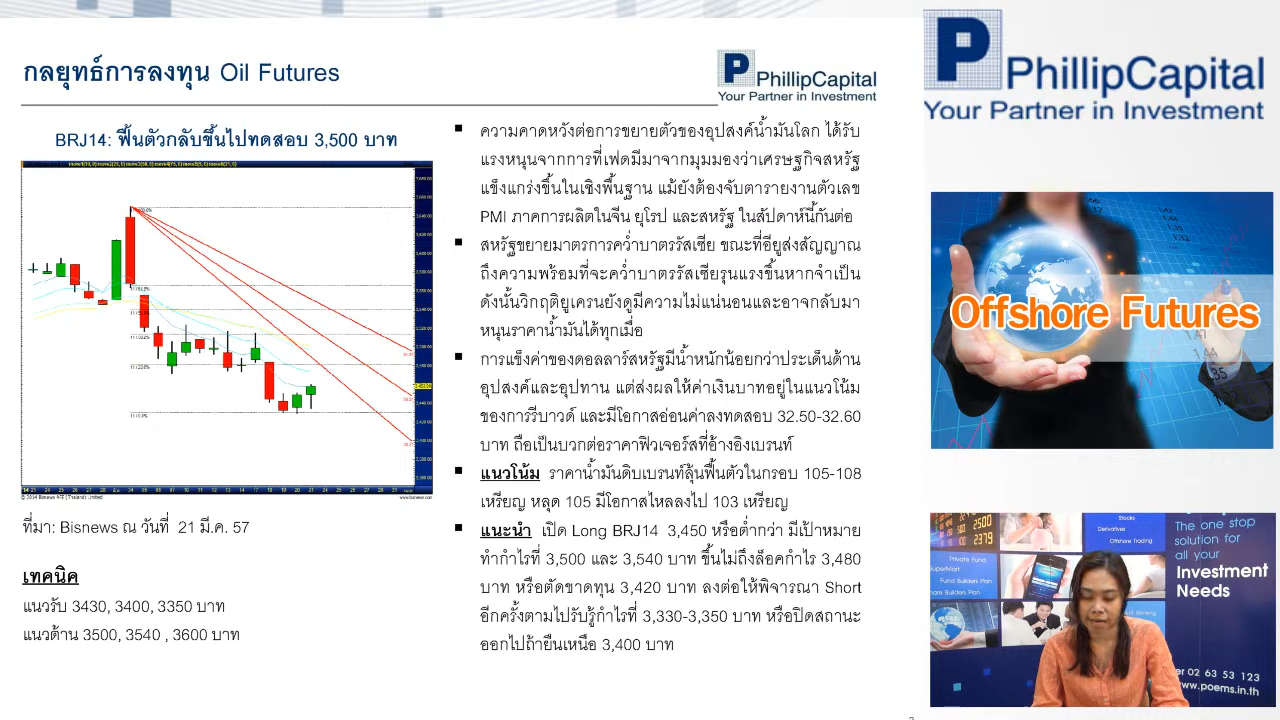 กลยุทธ์การลงทุน Oil Futures
PhillipCapital
Your Partner in Investment
BRJ14: ฟื้นตัวกลับขึ้นไปทดสอบ 3,500 บาท
© 2014 Bisnews AFE (Thailand) Limited
www.bisnews.com
ที่มา: Bisnews ณ วันที่ 21 มี.ค. 57
เทคนิค
แนวรับ 3430, 3400, 3350 บาท
แนวต้าน 3500, 3540 , 3600 บาท
ความคาดหวังต่อการขยายตัวของอุปสงค์น้ำมันโลก ได้รับ
แรงหนุนจากภาพที่ฟดฉีมาจากมุมมองว่าเศรษฐกิจสหรัฐ
แข็งแกร่งขึ้นในเชิงพื้นฐาน แม้ยังต้องจับตารายงานตัวเลข
PMI ภาคการผลิตในจีน ยุโรป และสหรัฐ ในสัปดาห์นี้กันต่อ
สหรัฐขยายมาตรการคว่ำบาตรรัสเซีย ขณะที่อียูส่งสัญญาณ
ถึงความพร้อมที่จะคว่ำบาตรรัสเซียรุนแรงขึ้นหากจำเป็น
ดังนั้นวิกฤติยูเครนยังดูมีความไม่แน่นอนและอาจกลับมา
หนุนราคาน้ำมันได้ทุกเมื่อ
การแข็งค่าของดอลลาร์สหรัฐมีน้ำหนักน้อยกว่าประเด็นด้าน
อุปสงค์และอุปทาน แต่ส่งผลให้ค่าเงินบาทอยู่ในแนวโน้ม
ของการรีบาวด์ และมีโอกาสอ่อนค่าลงทดสอบ 32.50-32.60
บาท ถือเป็นบวกต่อราคาฟิวเจอร์สที่อ้างอิงเบรนท์
แนวโน้ม ราคาน้ำมันดิบเบรนท์ลุ้นฟื้นตัวในกรอบ 105-108
เหรียญ หลุด 105 มีโอกาสไหลลงไป 103 เหรียญ
แนะนำ เปิด Long BRJ14 3,450 หรือต่ำกว่า มีเป้าหมาย
ทำกำไรที่ 3,500 และ 3,540 บาท ขึ้นไม่ถึงล็อคกำไร 3,480
บาท จุดตัดขาดทุน 3,420 บาท ลงต่อให้พิจารณา Short
อีกครั้งตามไปรับรู้กำไรที่ 3,330-3,350 บาท หรือปิดสถานะ
ออกไปถ้ายืนเหนือ 3,400 บาท
PhillipCapital
Your Partner in Investment
Offshore Futures
2500
2379
Stocks
Derivatives
Offshore Trading
Private Fund
Fund Builders Plan
The one stop
solution for
all your
Investment
Needs
er 02 63 53 123
www.poems.in.th